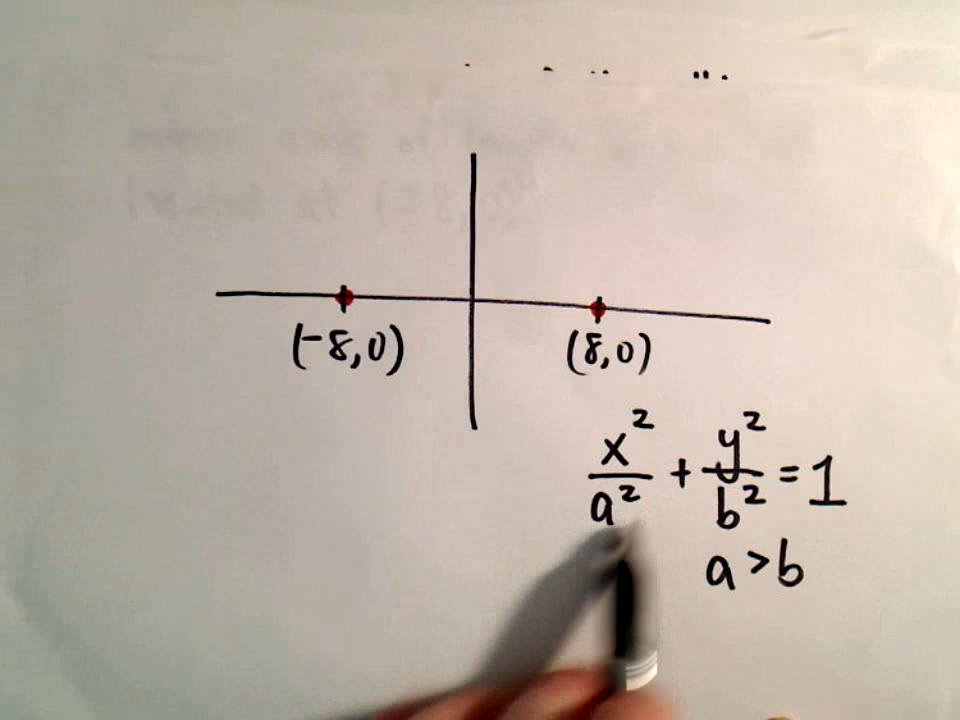 (-8,0) (8,0)
x²/a² + y²/b² = 1
a > b